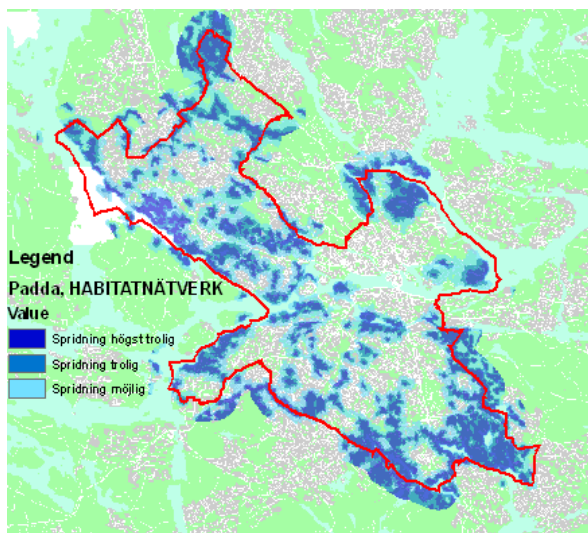 Legend
Padda, HABITATNÄTVERK
Value
Spridning högst trolig
Spridning trolig
Spridning möjlig